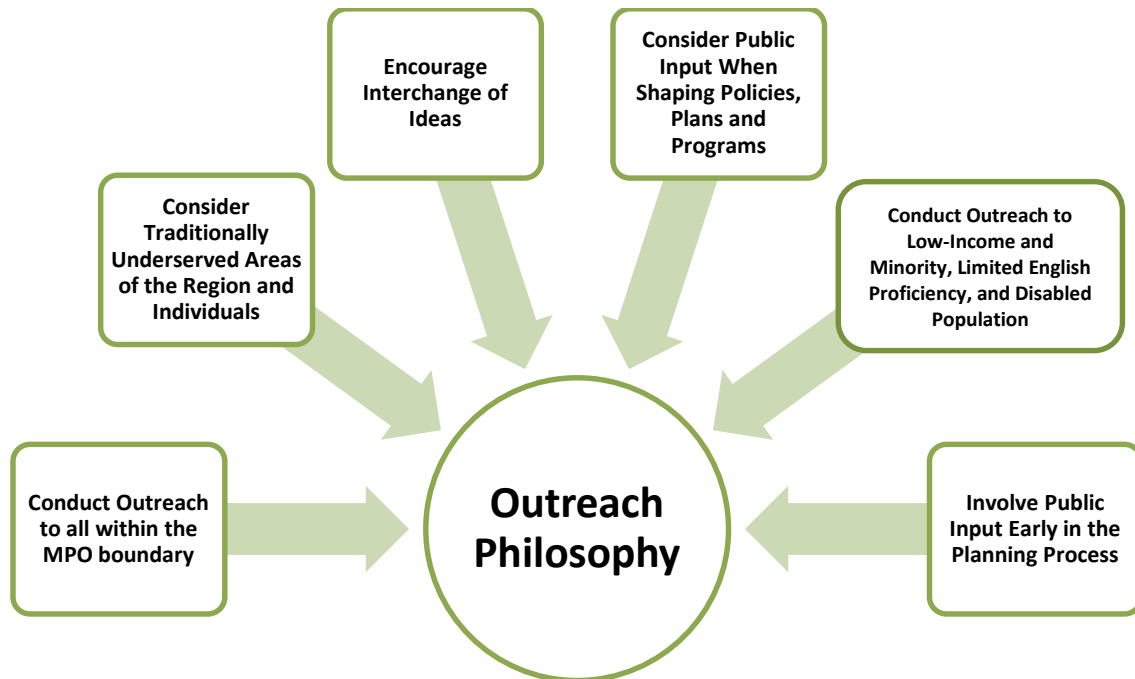 Encourage
Interchange of
Ideas
Consider Public
Input When
Shaping Policies,
Plans and
Programs
Consider
Traditionally
Underserved Areas
of the Region and
Individuals
Conduct Outreach to
Low-Income and
Minority, Limited English
Proficiency, and Disabled
Population
Conduct Outreach
to all within the
MPO boundary
Outreach
Philosophy
Involve Public
Input Early in the
Planning Process